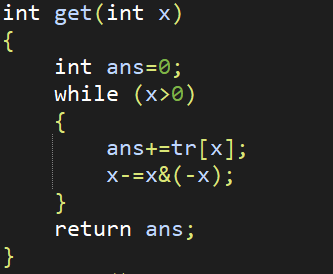 int get(int x)
{
    int ans=0;
    while (x>0)
    {
        ans+=tr[x];
        x-=x&(-x);
    }
    return ans;
}